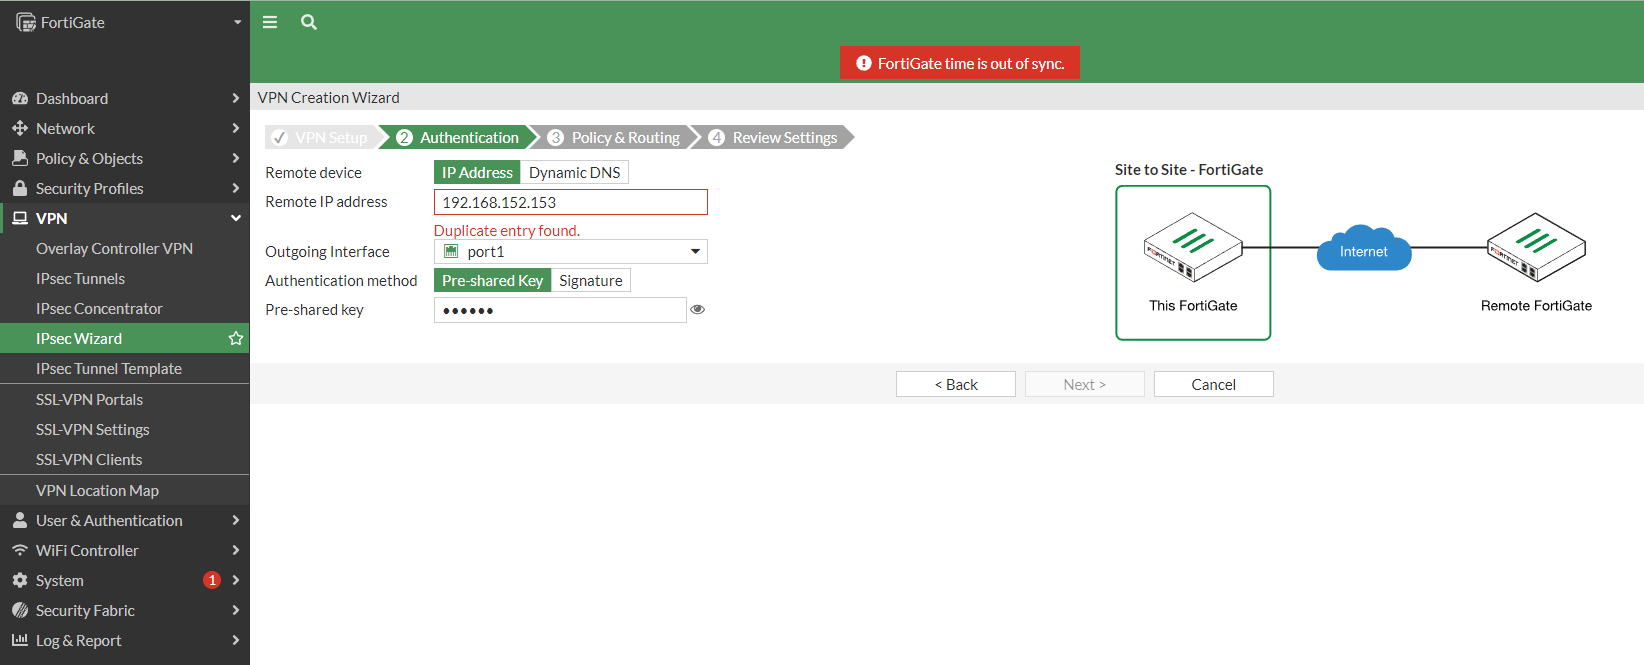 FortiGate
FortiGate time is out of sync.
Dashboard
Network
Policy & Objects
Security Profiles
VPN
Overlay Controller VPN
IPsec Tunnels
IPsec Concentrator
IPsec Wizard
IPsec Tunnel Template
SSL-VPN Portals
SSL-VPN Settings
SSL-VPN Clients
VPN Location Map
User & Authentication
WiFi Controller
System 1
Security Fabric
Log & Report
VPN Creation Wizard
VPN Setup 2 Authentication 3 Policy & Routing 4 Review Settings
Remote device IP Address Dynamic DNS
Remote IP address 192.168.152.153
Duplicate entry found.
Outgoing Interface port1
Authentication method Pre-shared Key Signature
Pre-shared key ••••••
Site to Site - FortiGate
FORTINET
This FortiGate
Internet
FORTINET
Remote FortiGate
< Back Next > Cancel